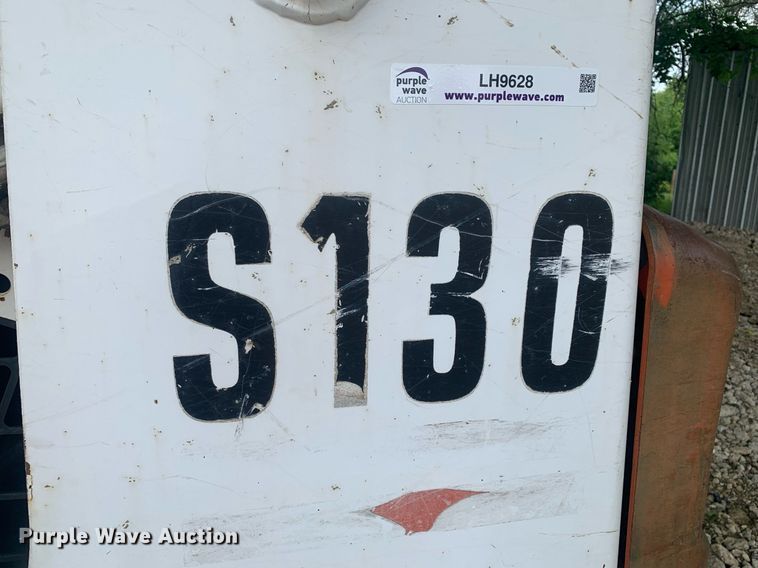 purple
wave
AUCTION
LH9628
www.purplewave.com
S130
Purple Wave Auction